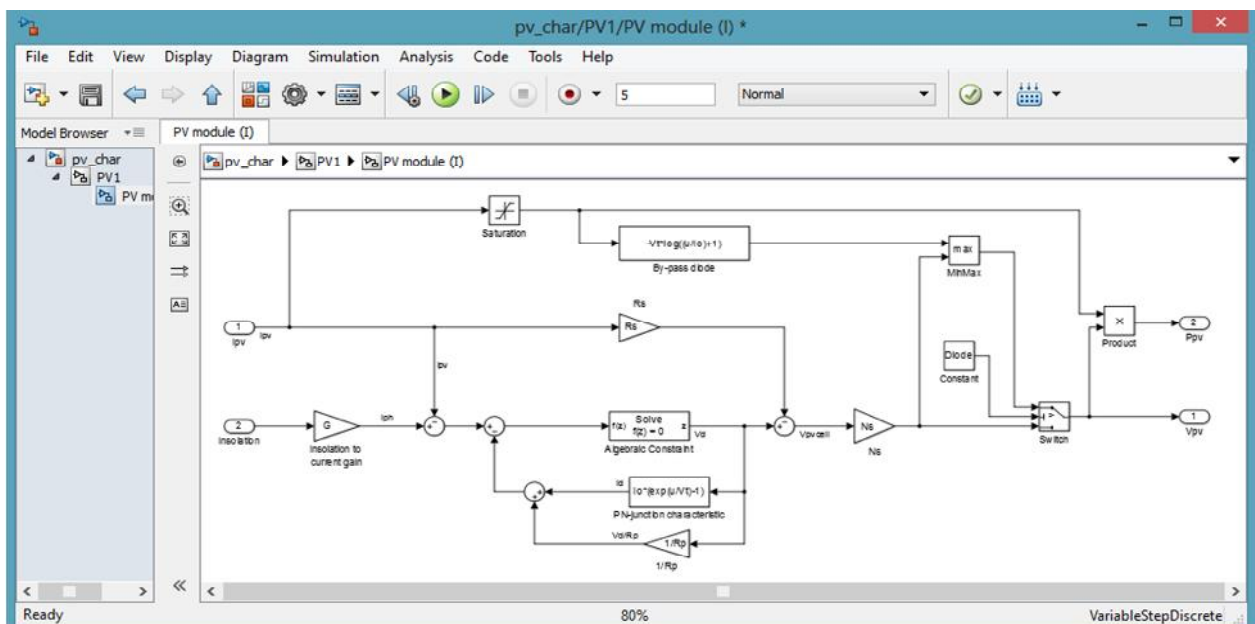 pv_char/PV1/PV module (I) *
File Edit View Display Diagram Simulation Analysis Code Tools Help
5 Normal
Model Browser PV module (I)
pv_char pv_char PV1 PV module (I)
PV1
PV m
Saturation
-Vt*log((u/Io)+1)
By-pass diode
max
MinMax
Rs
Rs
1
Ipv
Ipv
Ipv
×
Product
2
Ppv
Diode
Constant
2
Insolation
G
Insolation to
current gain
Iph
f(z) Solve
f(z) = 0 z
Algebraic Constraint
Vd
Vpvcell
Ns
Ns
Switch
1
Vpv
Id
Io*(exp(u/Vt)-1)
PN-junction characteristic
Vd/Rp
1/Rp
1/Rp
Ready 80% VariableStepDiscrete